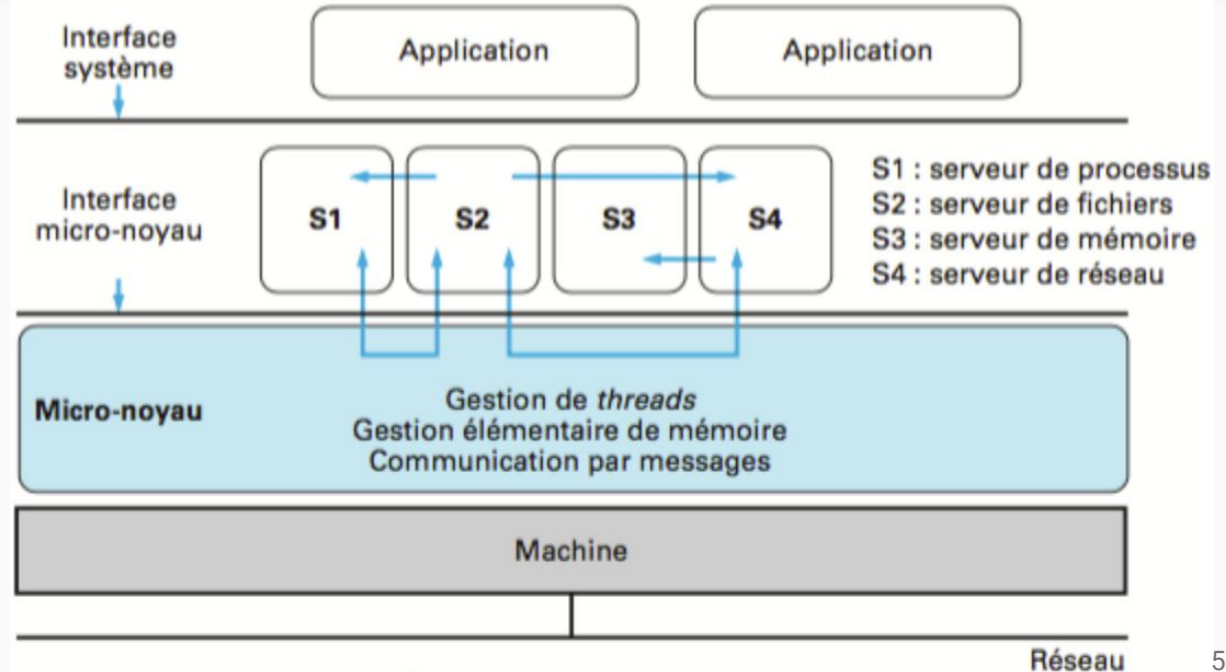 Interface
système
Application
Application
Interface
micro-noyau
S1
S2
S3
S4
S1 : serveur de processus
S2 : serveur de fichiers
S3 : serveur de mémoire
S4 : serveur de réseau
Micro-noyau
Gestion de threads
Gestion élémentaire de mémoire
Communication par messages
Machine
Réseau
5